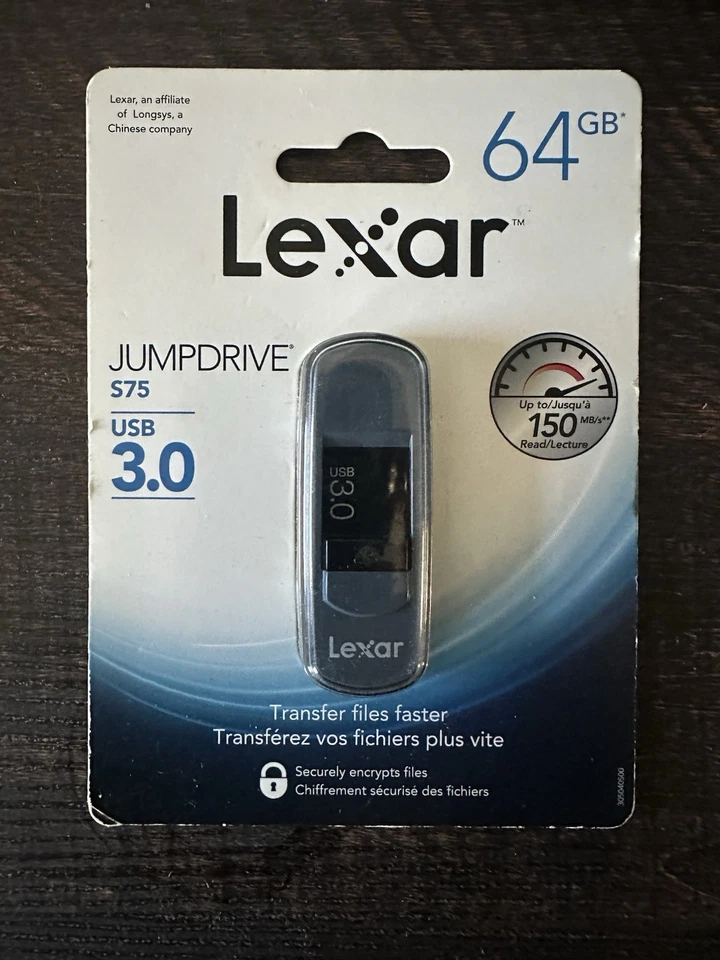 Lexar, an affiliate
of Longsys, a
Chinese company
64GB*
Lexar™
JUMPDRIVE®
S75
USB
3.0
Up to/Jusqu'à
150 MB/s**
Read/Lecture
USB
3.0
Lexar
Transfer files faster
Transférez vos fichiers plus vite
Securely encrypts files
Chiffrement sécurisé des fichiers